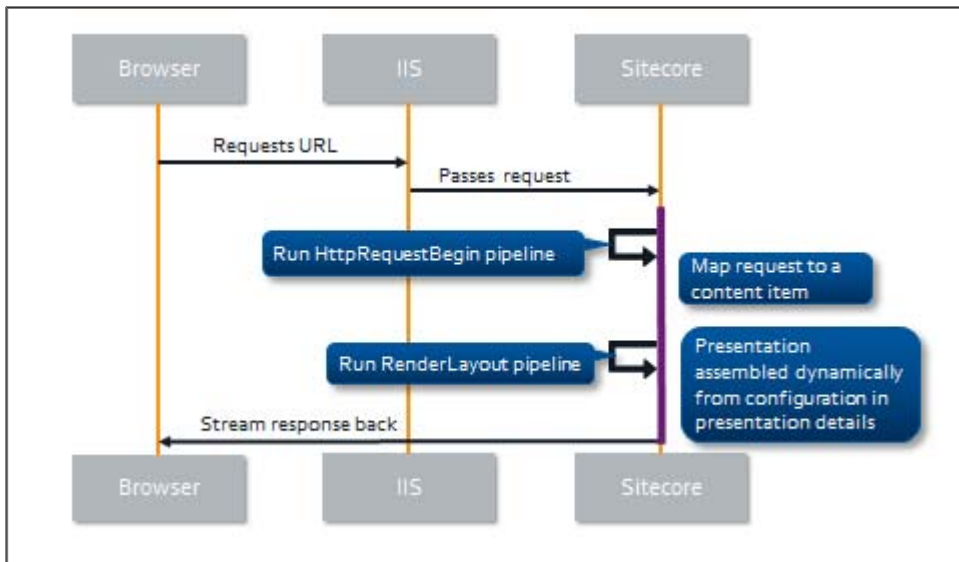 Browser
IIS
Sitecore
Requests URL
Passes request
Run HttpRequestBegin pipeline
Map request to a
content item
Run RenderLayout pipeline
Presentation
assembled dynamically
from configuration in
presentation details
Stream response back
Browser
IIS
Sitecore